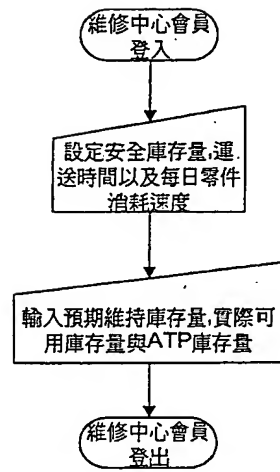 維修中心會員
登入
設定安全庫存量,運
送時間以及每日零件
消耗速度
輸入預期維持庫存量,實際可
用庫存量與ATP庫存量
維修中心會員
登出